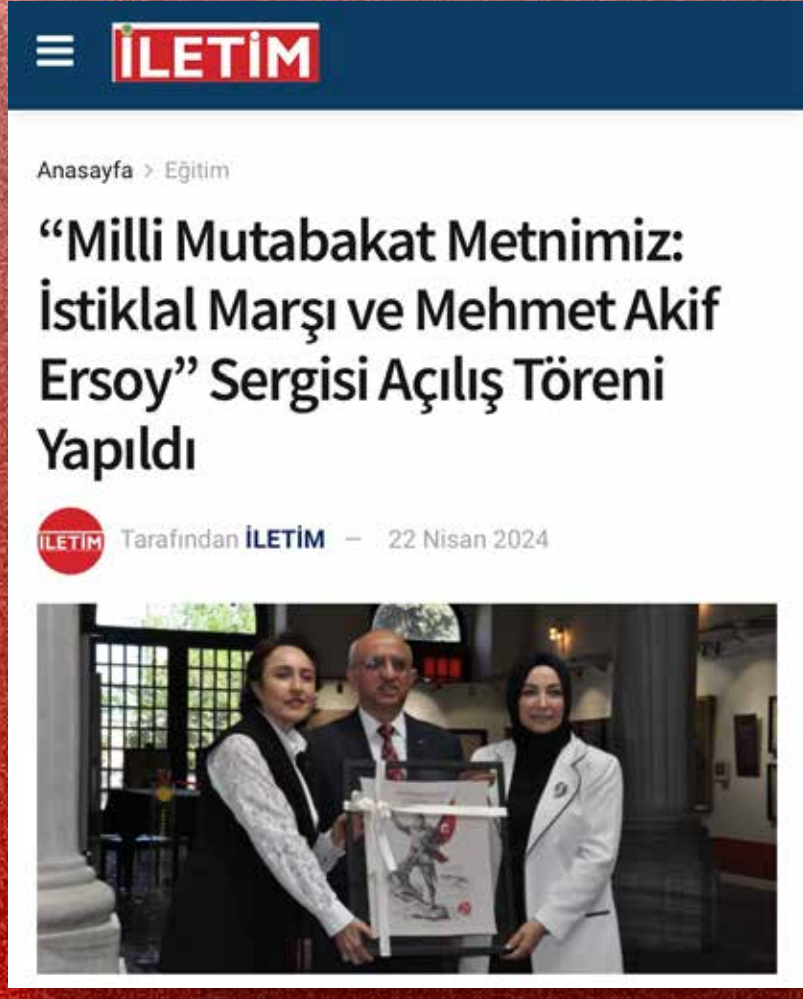 İLETİM
Anasayfa > Eğitim
“Milli Mutabakat Metnimiz:
İstiklal Marşı ve Mehmet Akif
Ersoy” Sergisi Açılış Töreni
Yapıldı
İLETİM Tarafından İLETİM — 22 Nisan 2024